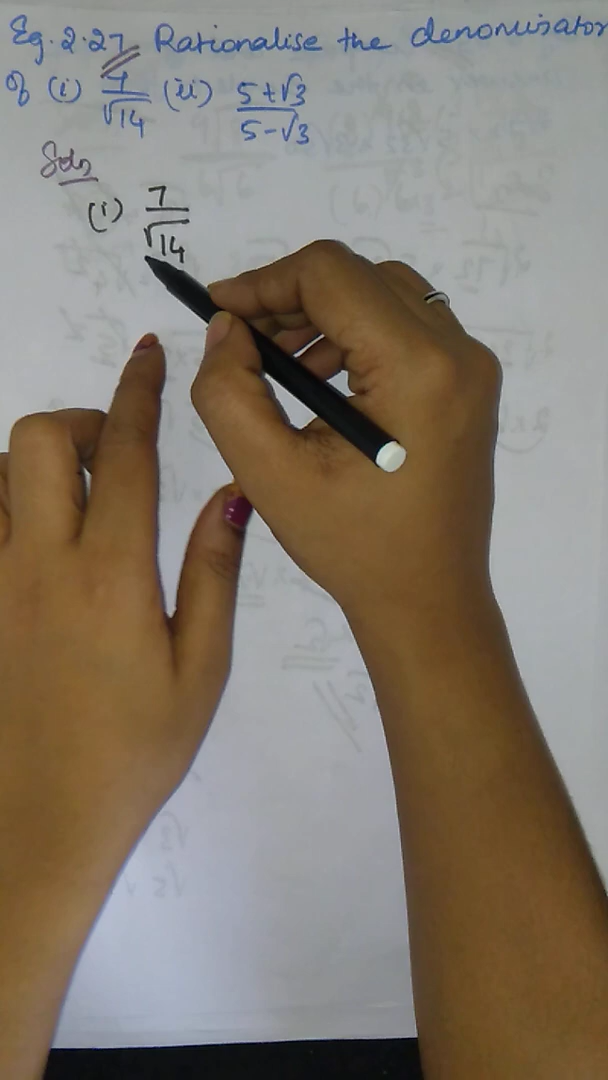 Eg. 2.27 Rationalise the denominator
of (i) 7/√14 (ii) 5+√3/5-√3
Soln
(i) 7/√14